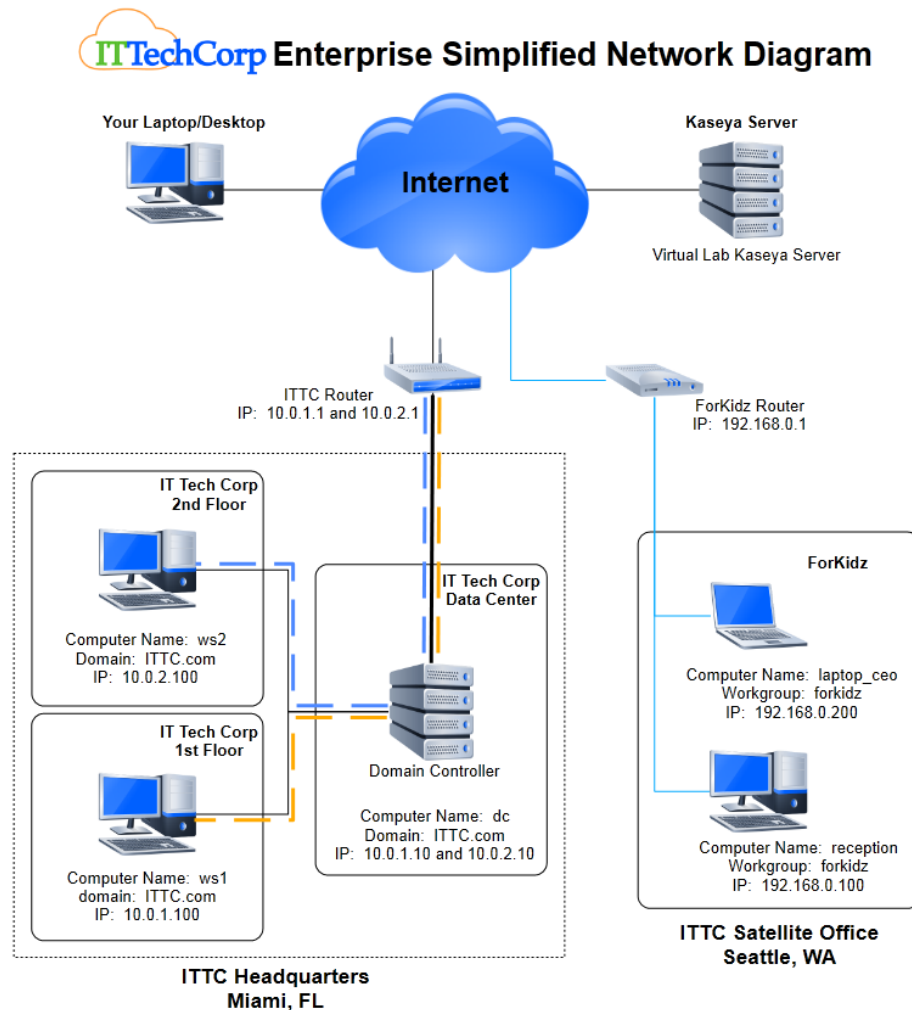 ITTechCorp Enterprise Simplified Network Diagram
Your Laptop/Desktop
Kaseya Server
Internet
Virtual Lab Kaseya Server
ITTC Router
IP: 10.0.1.1 and 10.0.2.1
ForKidz Router
IP: 192.168.0.1
IT Tech Corp
2nd Floor
Computer Name: ws2
Domain: ITTC.com
IP: 10.0.2.100
IT Tech Corp
1st Floor
Computer Name: ws1
domain: ITTC.com
IP: 10.0.1.100
IT Tech Corp
Data Center
Domain Controller
Computer Name: dc
Domain: ITTC.com
IP: 10.0.1.10 and 10.0.2.10
ITTC Headquarters
Miami, FL
ForKidz
Computer Name: laptop_ceo
Workgroup: forkidz
IP: 192.168.0.200
Computer Name: reception
Workgroup: forkidz
IP: 192.168.0.100
ITTC Satellite Office
Seattle, WA